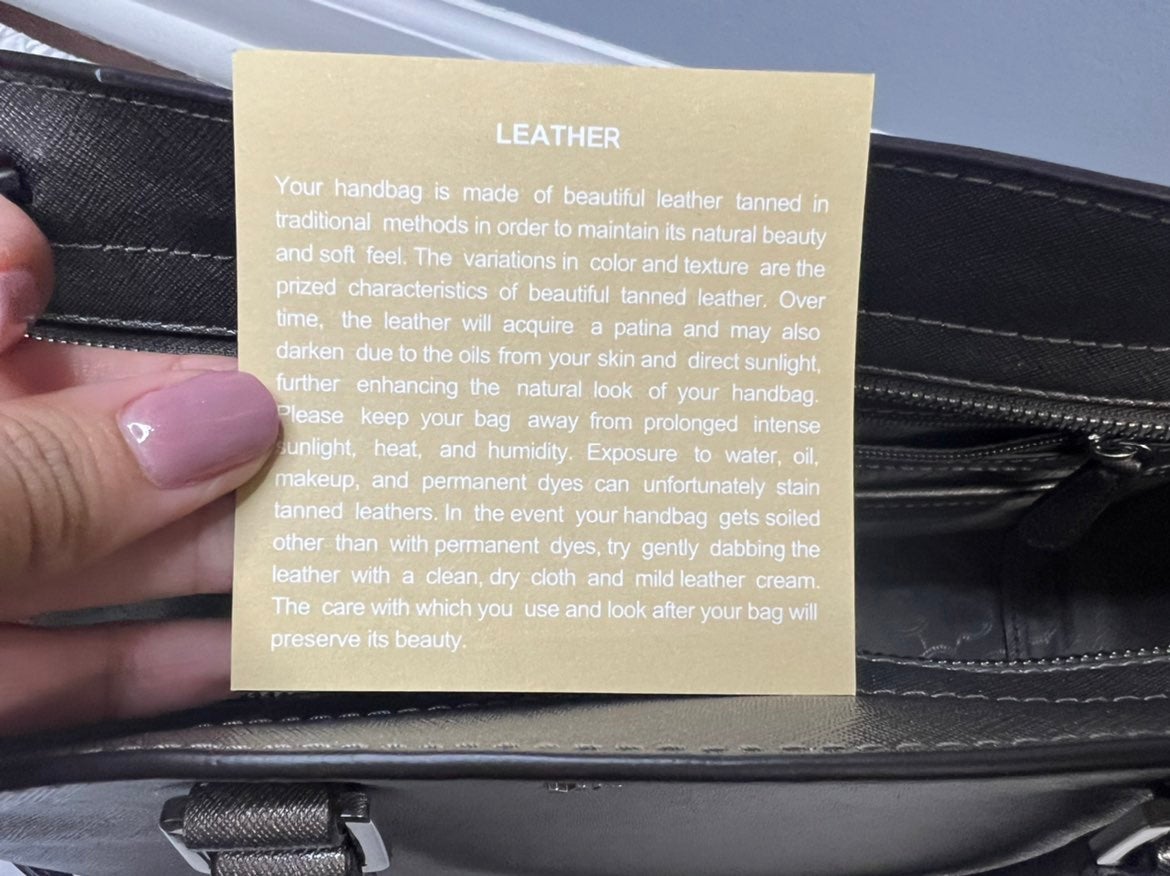 LEATHER
Your handbag is made of beautiful leather tanned in
traditional methods in order to maintain its natural beauty
and soft feel. The variations in color and texture are the
prized characteristics of beautiful tanned leather. Over
time, the leather will acquire a patina and may also
darken due to the oils from your skin and direct sunlight,
further enhancing the natural look of your handbag.
Please keep your bag away from prolonged intense
sunlight, heat, and humidity. Exposure to water, oil,
makeup, and permanent dyes can unfortunately stain
tanned leathers. In the event your handbag gets soiled
other than with permanent dyes, try gently dabbing the
leather with a clean, dry cloth and mild leather cream.
The care with which you use and look after your bag will
preserve its beauty.